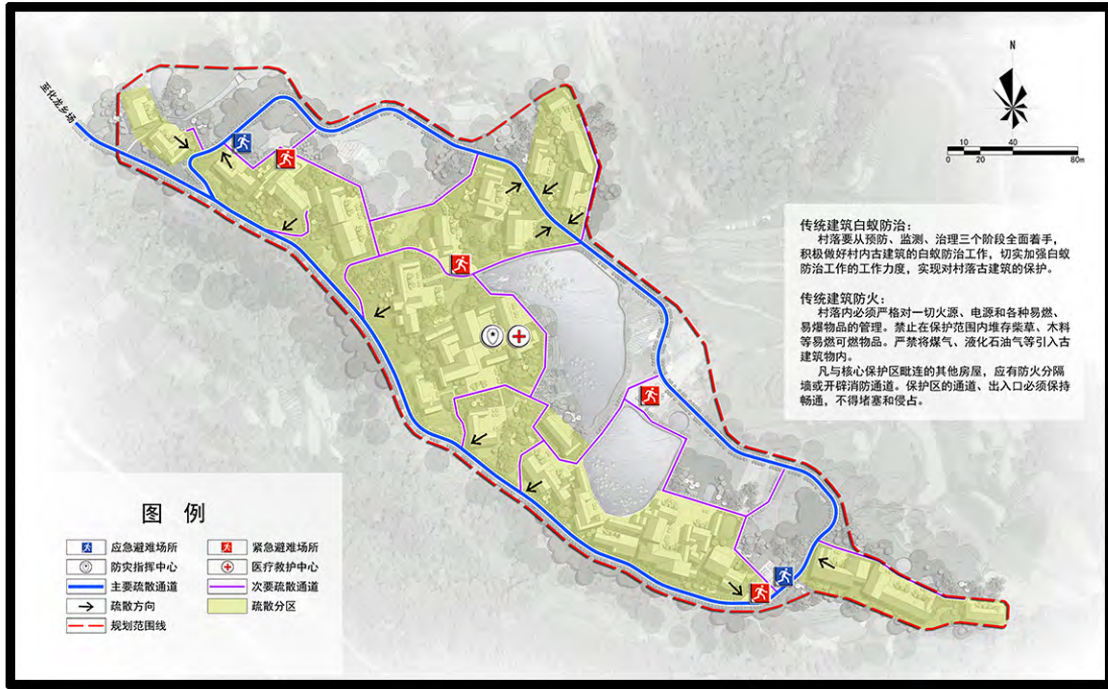 至化龙乡场
N
10 40
0 20 80m
传统建筑白蚁防治：
村落要从预防、监测、治理三个阶段全面着手，
积极做好村内古建筑的白蚁防治工作，切实加强白蚁
防治工作的工作力度，实现对村落古建筑的保护。
传统建筑防火：
村落内必须严格对一切火源、电源和各种易燃、
易爆物品的管理。禁止在保护范围内堆存柴草、木料
等易燃可燃物品。严禁将煤气、液化石油气等引入古
建筑物内。
凡与核心保护区毗连的其他房屋，应有防火分隔
墙或开辟消防通道。保护区的通道、出入口必须保持
畅通，不得堵塞和侵占。
图 例
应急避难场所 紧急避难场所
防灾指挥中心 医疗救护中心
主要疏散通道 次要疏散通道
疏散方向 疏散分区
规划范围线